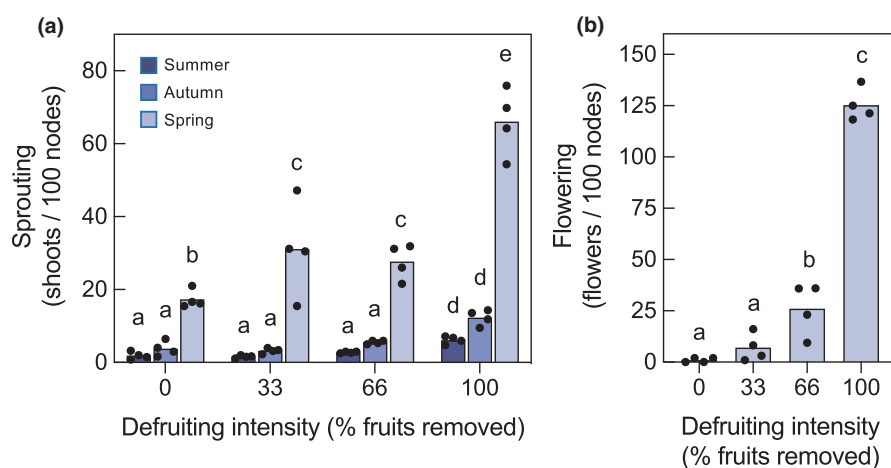 (a)
Sprouting
(shoots / 100 nodes)
80
60
40
20
0
Summer
Autumn
Spring
a a b
a a c
a a c
d d e
0 33 66 100
Defruiting intensity (% fruits removed)
(b)
Flowering
(flowers / 100 nodes)
150
125
100
75
50
25
0
a a b c
0 33 66 100
Defruiting intensity
(% fruits removed)